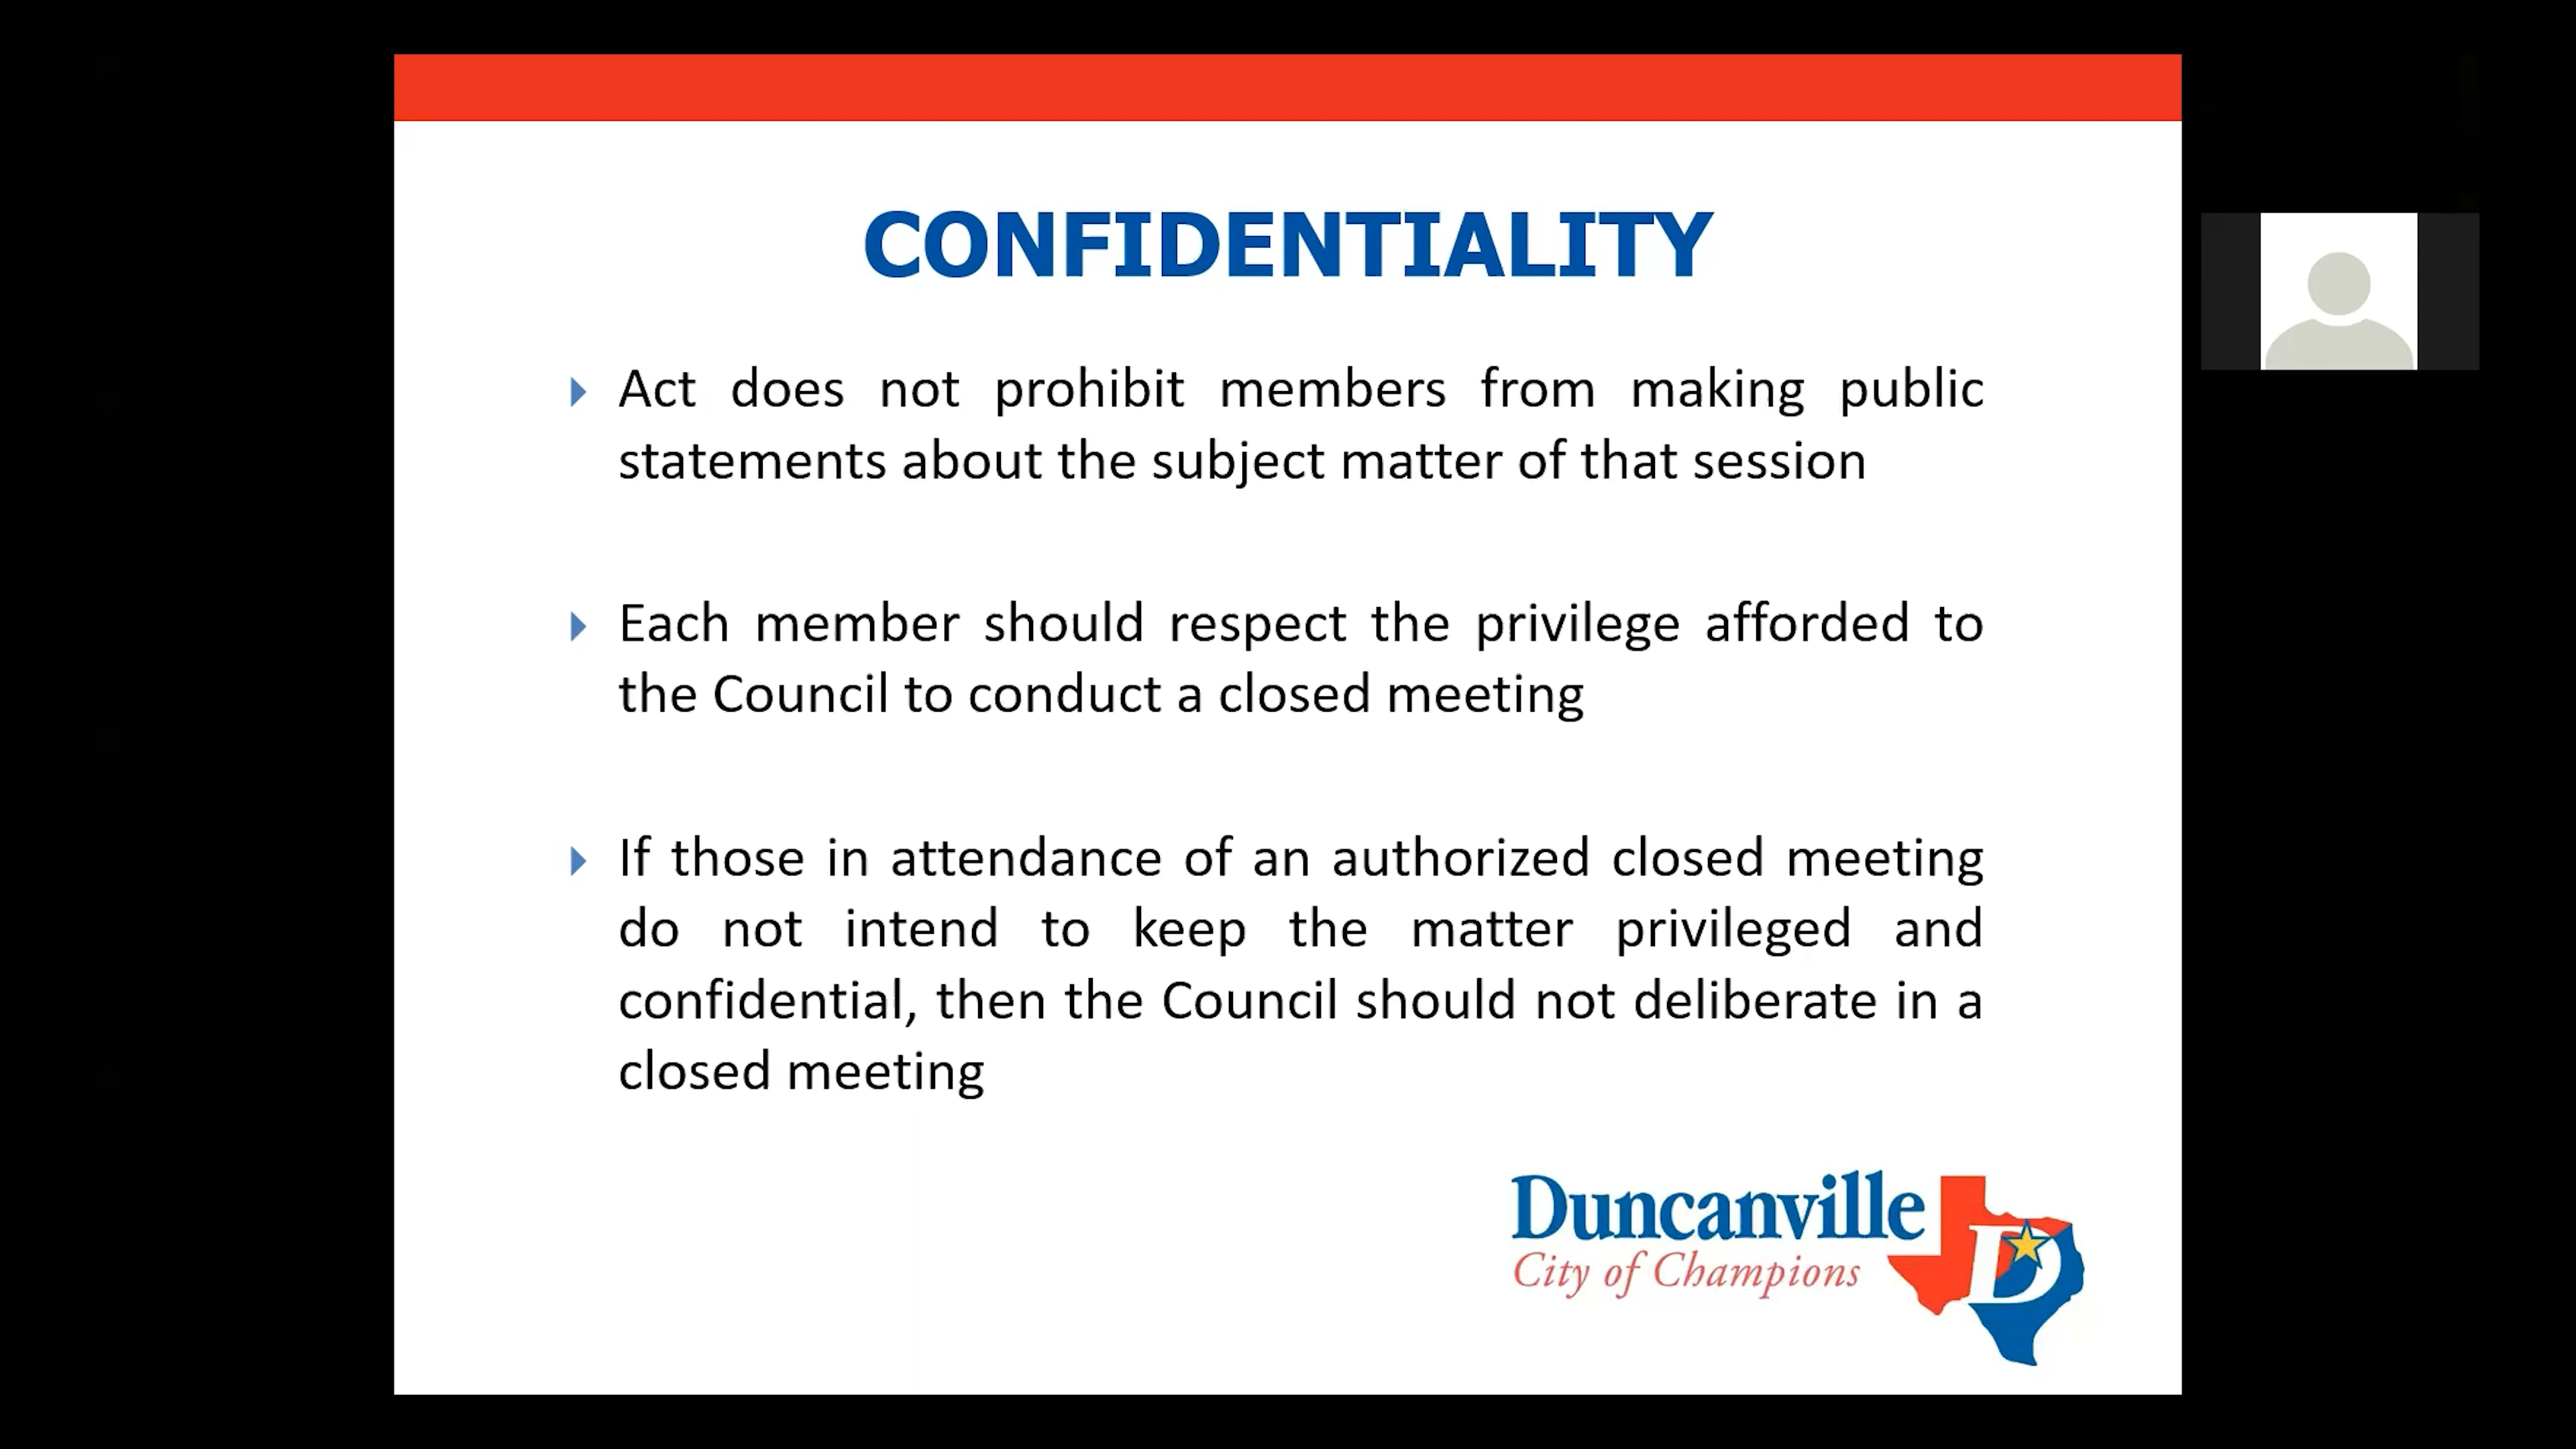 CONFIDENTIALITY
Act does not prohibit members from making public
statements about the subject matter of that session
Each member should respect the privilege afforded to
the Council to conduct a closed meeting
If those in attendance of an authorized closed meeting
do not intend to keep the matter privileged and
confidential, then the Council should not deliberate in a
closed meeting
Duncanville
City of Champions
D